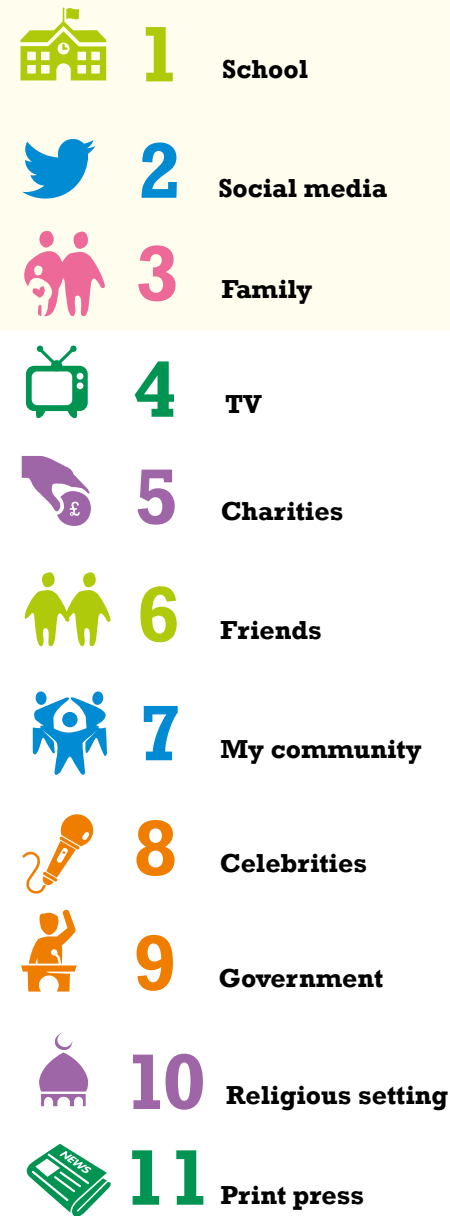 1 School
2 Social media
3 Family
4 TV
£
5 Charities
6 Friends
7 My community
8 Celebrities
9 Government
10 Religious setting
NEWS
11 Print press